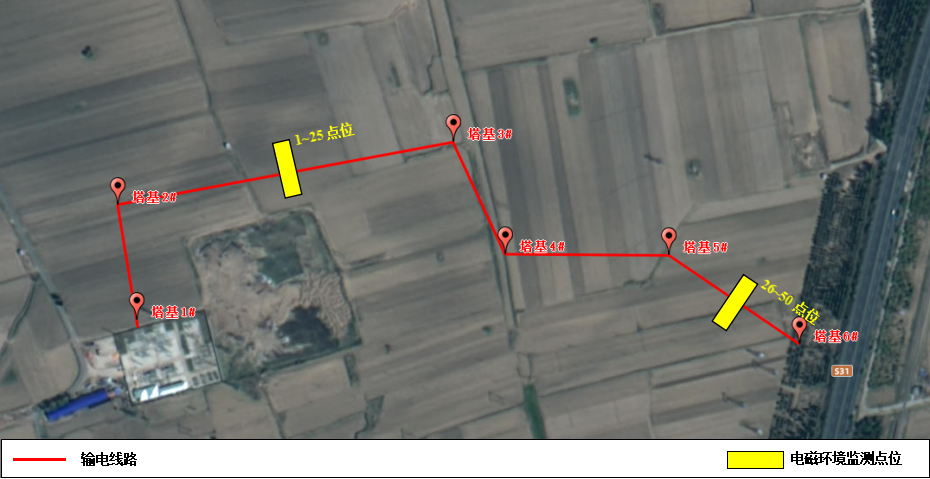 1~25 点位
塔基3#
塔基2#
塔基4#
塔基5#
26~50 点位
塔基1#
塔基6#
S31
输电线路
电磁环境监测点位